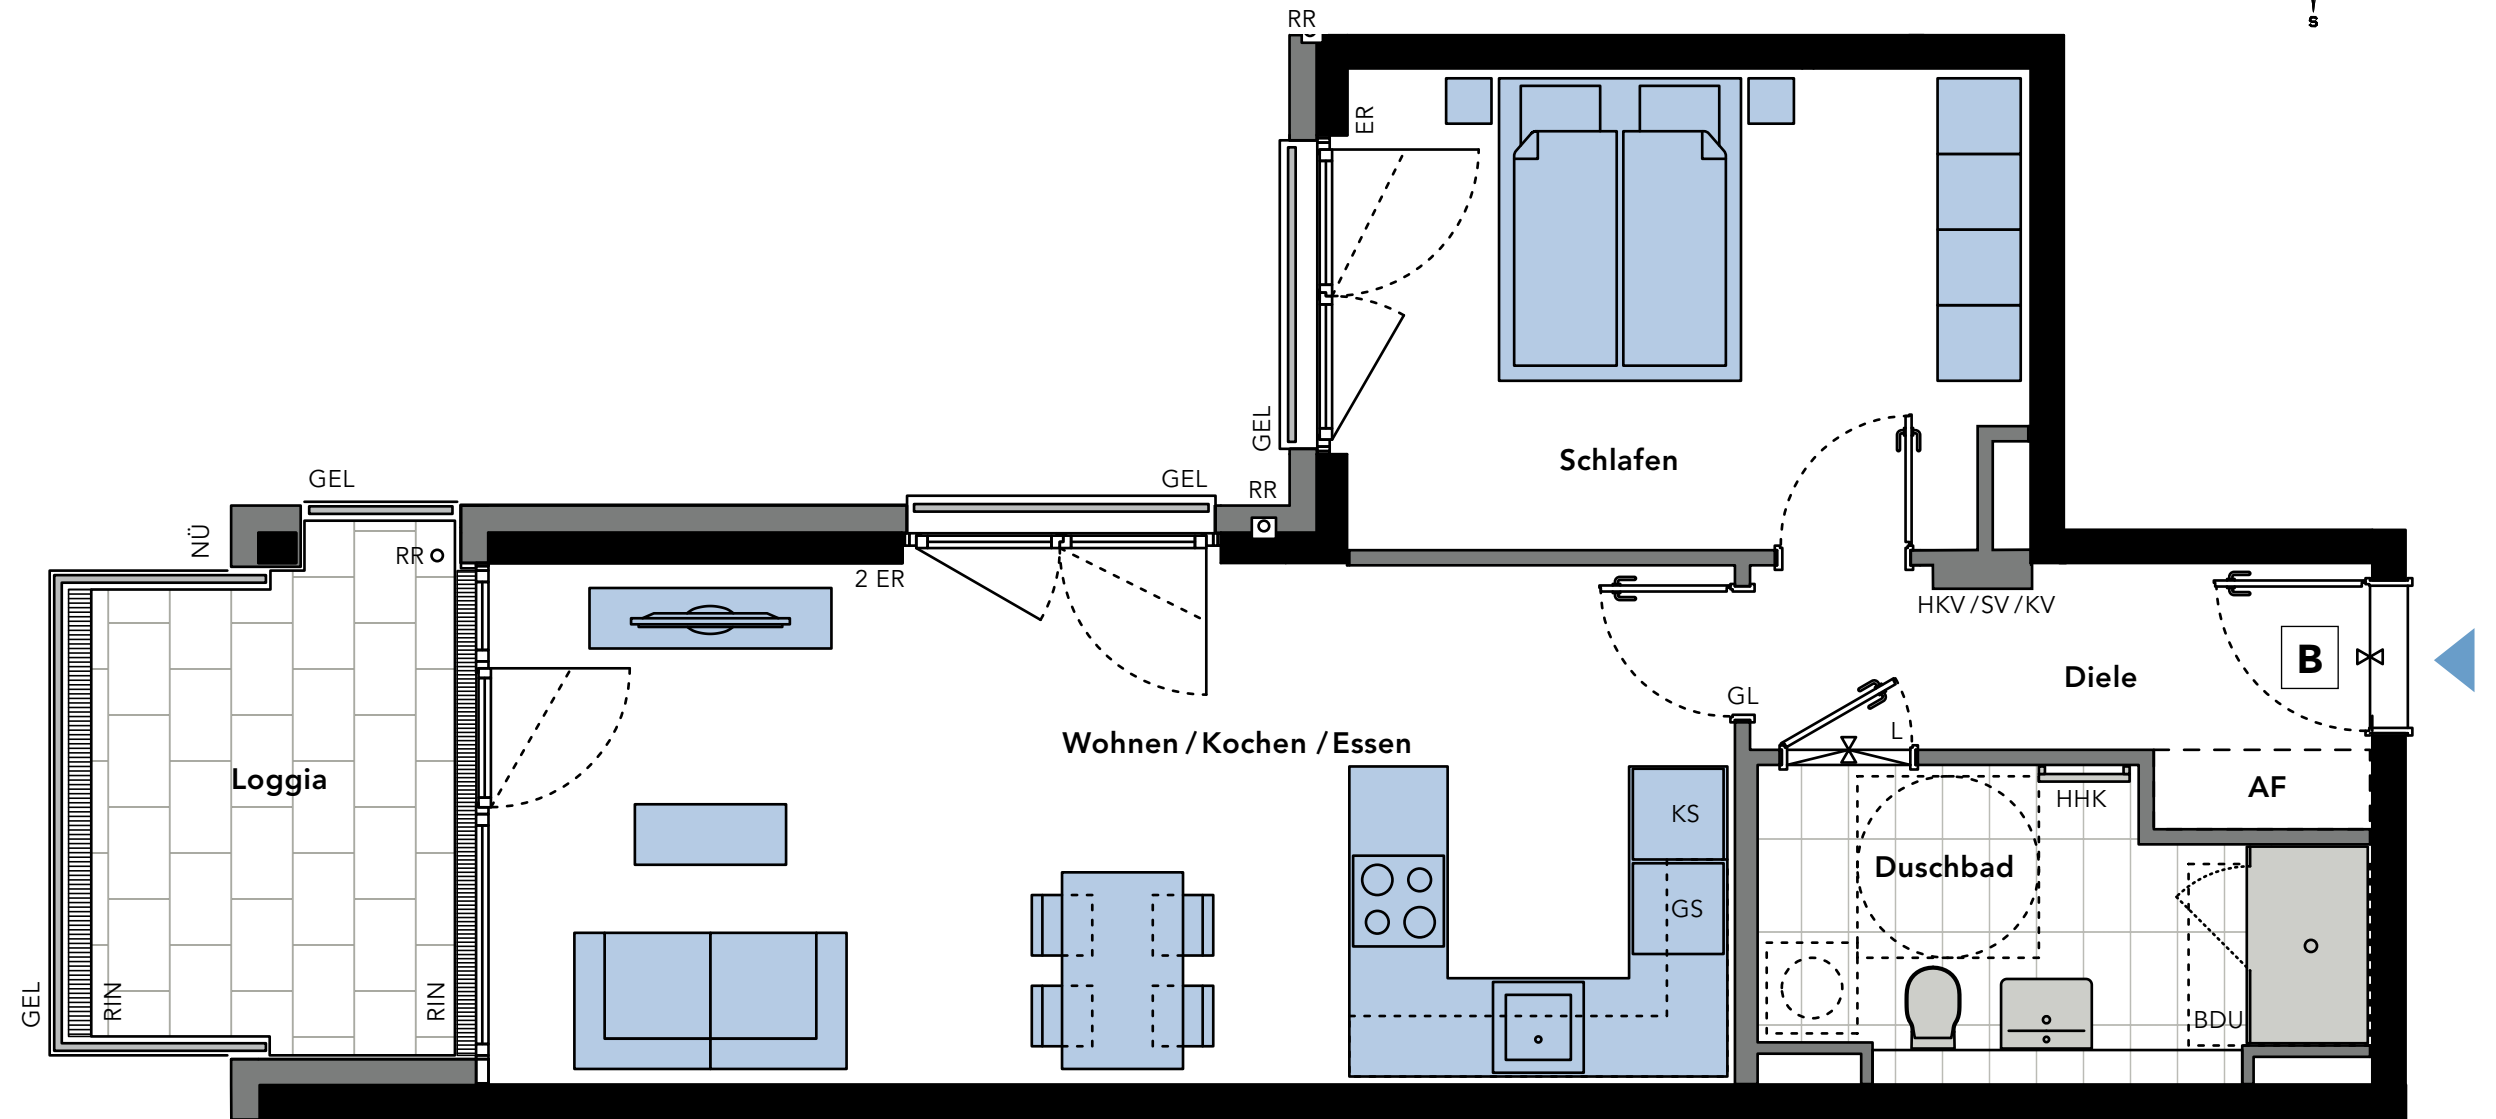 S
RR
ER
GEL
Schlafen
GEL
GEL
RR
NÜ
RR
2 ER
HKV / SV / KV
B
Diele
GL
L
Wohnen / Kochen / Essen
Loggia
AF
HHK
KS
Duschbad
GS
GEL
RIN
RIN
BDU